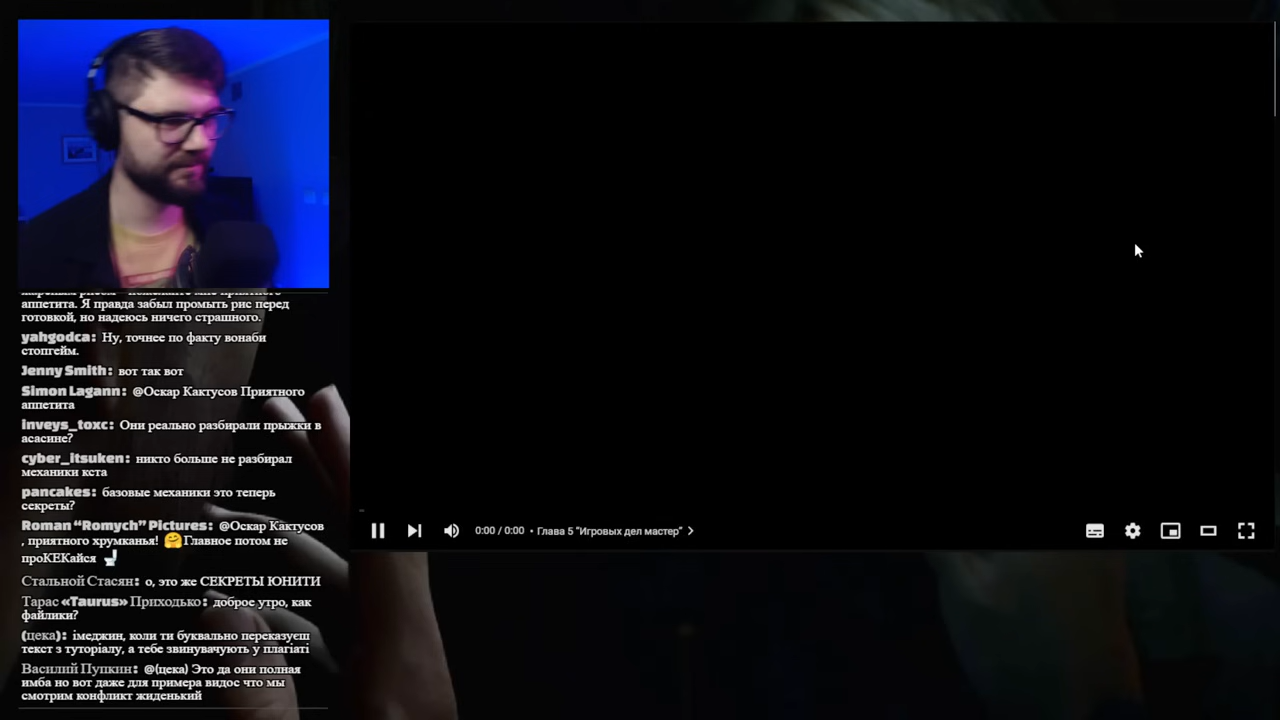 жареным рисом - пожелайте мне приятного
аппетита. Я правда забыл промыть рис перед
готовкой, но надеюсь ничего страшного.
yahgodca: Ну, точнее по факту вонаби
стопгейм.
Jenny Smith: вот так вот
Simon Lagann: @Оскар Кактусов Приятного
аппетита
inveys_toxc: Они реально разбирали прыжки в
асасине?
cyber_itsuken: никто больше не разбирал
механики кста
pancakes: базовые механики это теперь
секреты?
Roman “Romych” Pictures: @Оскар Кактусов
, приятного хрумканья! 🤗Главное потом не
проКЕКайся 🚽
Стальной Стасян: о, это же СЕКРЕТЫ ЮНИТИ
Тарас «Taurus» Приходько: доброе утро, как
файлики?
(цека): імеджин, коли ти буквально переказуєш
текст з туторіалу, а тебе звинувачують у плагіаті
Василий Пупкин: @(цека) Это да они полная
имба но вот даже для примера видос что мы
смотрим конфликт жиденький
0:00 / 0:00 • Глава 5 "Игровых дел мастер"